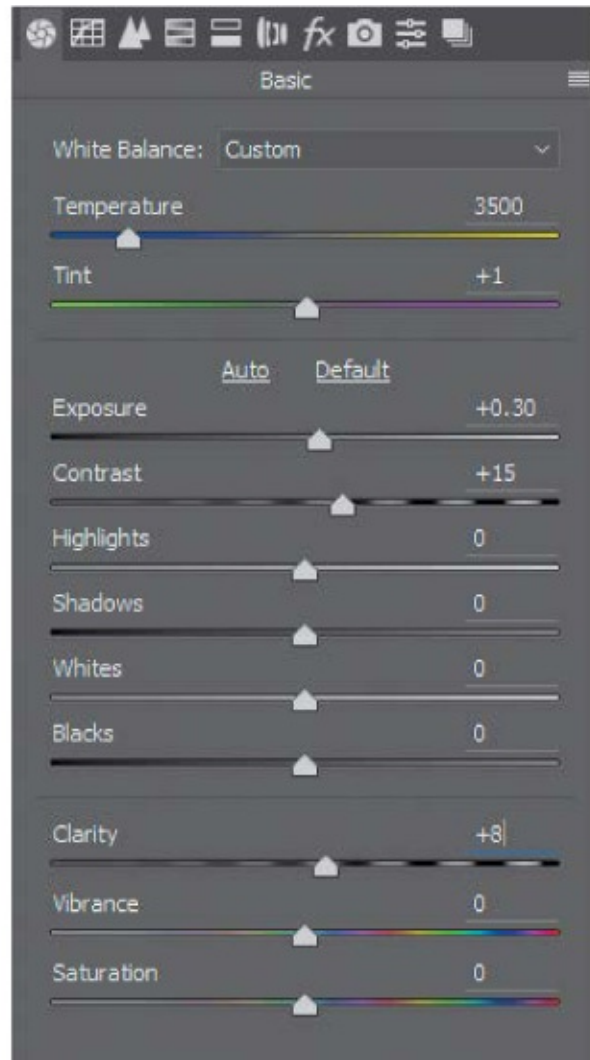 fx
Basic
White Balance: Custom
Temperature 3500
Tint +1
Auto Default
Exposure +0.30
Contrast +15
Highlights 0
Shadows 0
Whites 0
Blacks 0
Clarity +8
Vibrance 0
Saturation 0